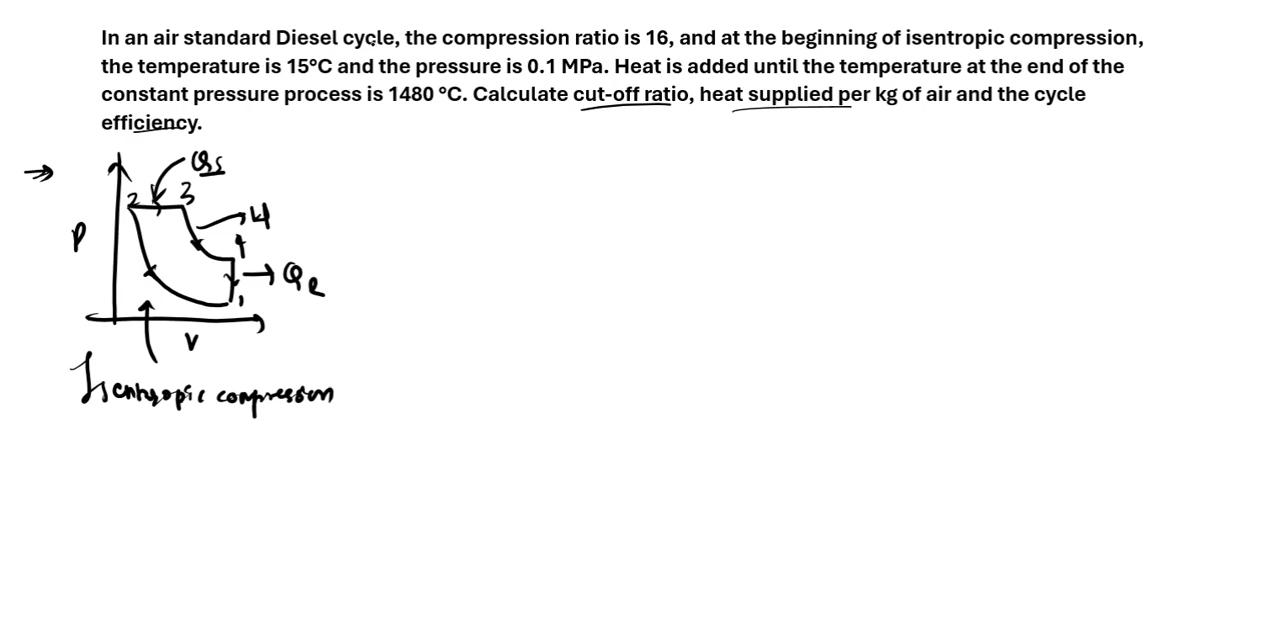 In an air standard Diesel cycle, the compression ratio is 16, and at the beginning of isentropic compression,
the temperature is 15°C and the pressure is 0.1 MPa. Heat is added until the temperature at the end of the
constant pressure process is 1480 °C. Calculate cut-off ratio, heat supplied per kg of air and the cycle
efficiency.
Qs
2 3
W
P 4
QR
1
V
Isentropic compression